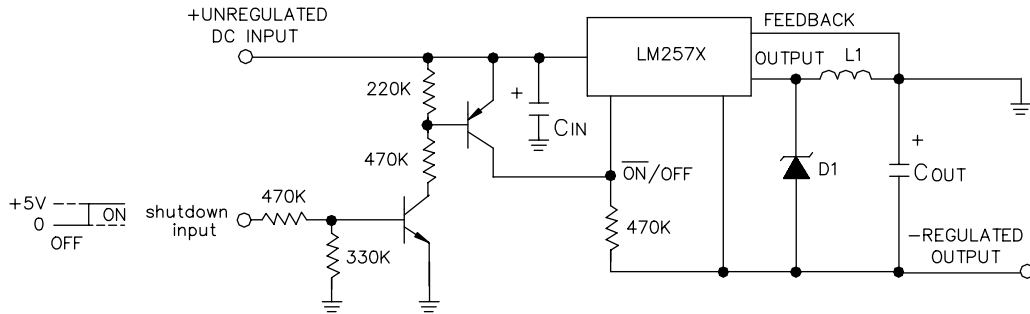 +UNREGULATED
DC INPUT
FEEDBACK
LM257X
OUTPUT
L1
220K
+
CIN
470K
ON/OFF
D1
+
COUT
+5V
ON
0
OFF
shutdown
input
470K
330K
470K
−REGULATED
OUTPUT